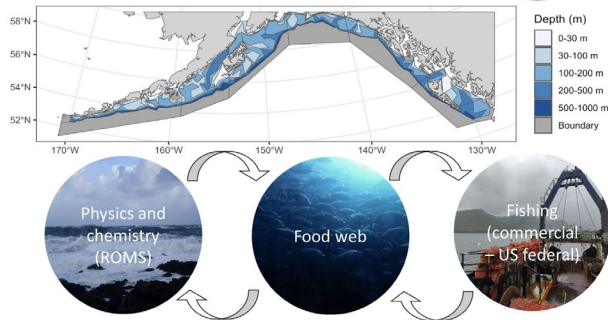 58°N
56°N
54°N
52°N
170°W
160°W
150°W
140°W
130°W
Depth (m)
0-30 m
30-100 m
100-200 m
200-500 m
500-1000 m
Boundary
Physics and
chemistry
(ROMS)
Food web
Fishing
(commercial
– US federal)